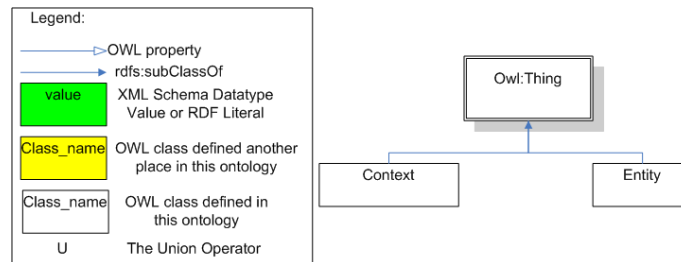 Legend:
OWL property
rdfs:subClassOf
value
XML Schema Datatype
Value or RDF Literal
Class_name
OWL class defined another
place in this ontology
Class_name
OWL class defined in
this ontology
U
The Union Operator
Owl:Thing
Context
Entity